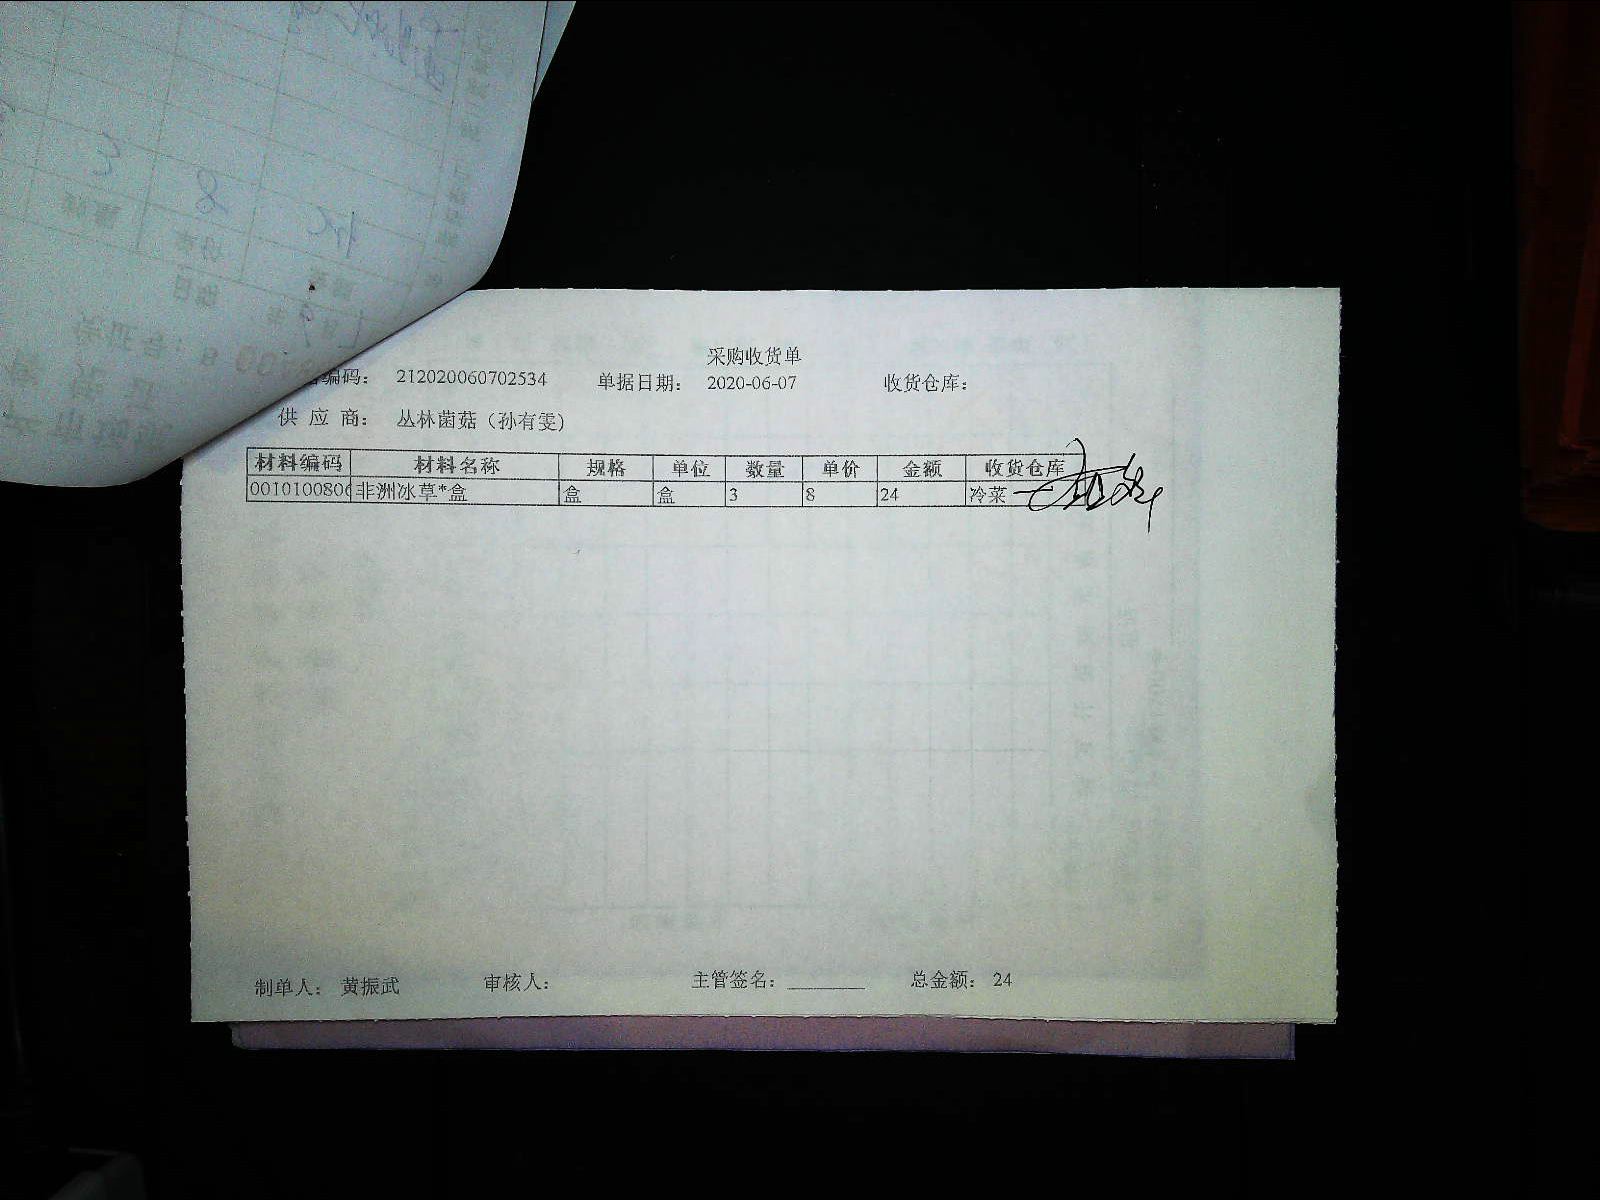 采购收货单
编码： 212020060702534 单据日期： 2020-06-07 收货仓库：
供 应 商： 丛林菌菇（孙有雯）
材料编码 材料名称 规格 单位 数量 单价 金额 收货仓库
0010100806 非洲冰草*盒 盒 盒 3 8 24 冷菜
制单人： 黄振武 审核人： 主管签名：________ 总金额： 24